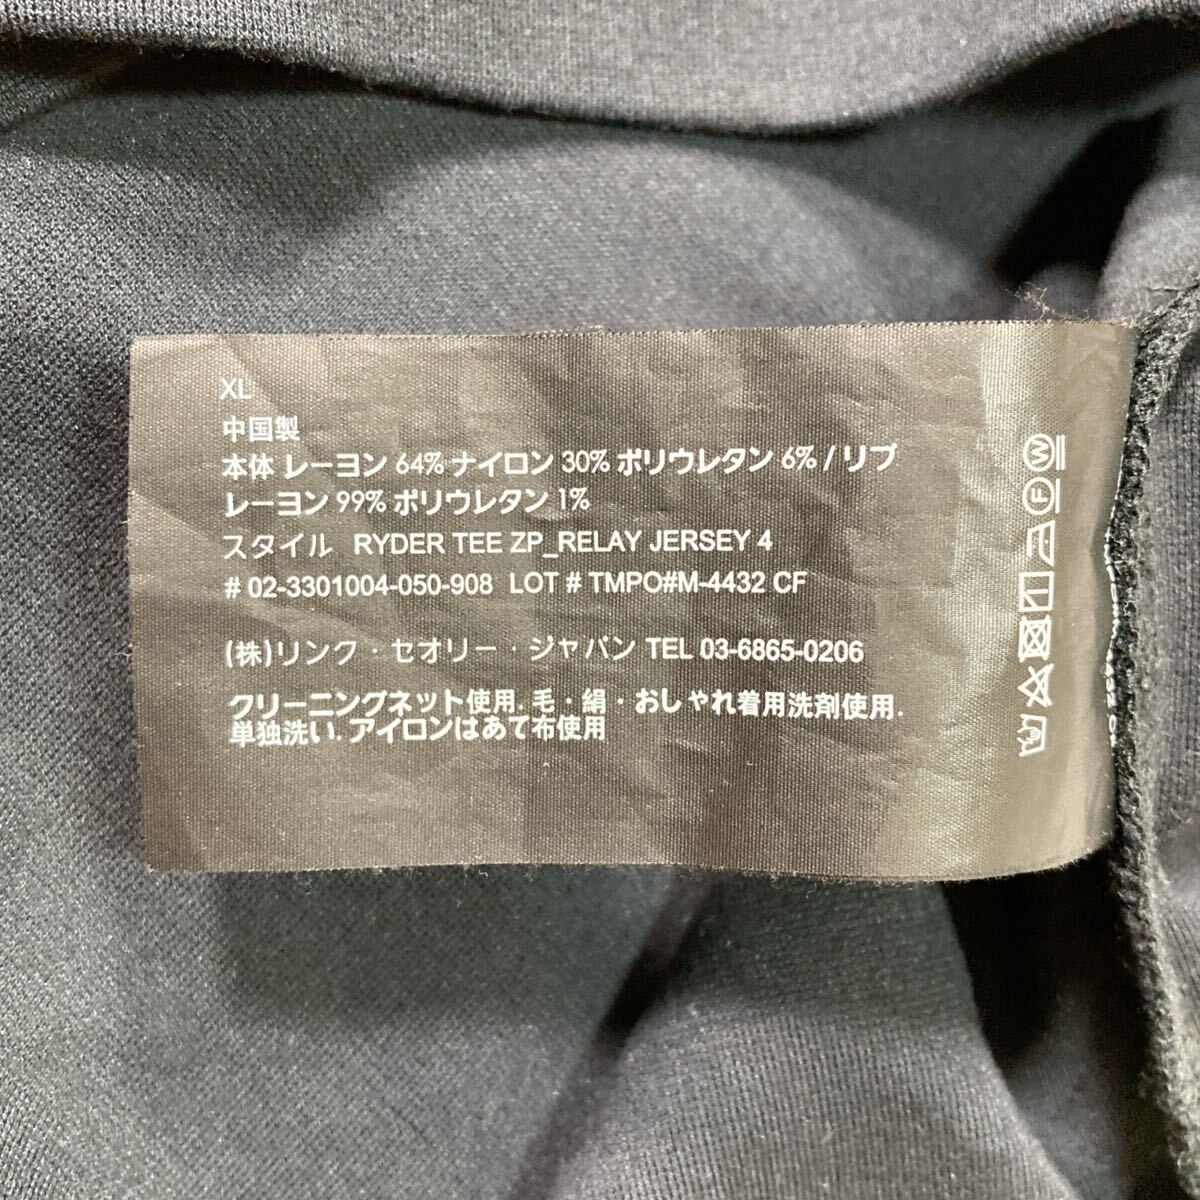 XL
中国製
本体 レーヨン 64% ナイロン 30% ポリウレタン 6% / リブ
レーヨン 99% ポリウレタン 1%
スタイル RYDER TEE ZP_RELAY JERSEY 4
# 02-3301004-050-908 LOT # TMPO#M-4432 CF
(株)リンク・セオリー・ジャパン TEL 03-6865-0206
クリーニングネット使用. 毛・絹・おしゃれ着用洗剤使用.
単独洗い. アイロンはあて布使用
W
F